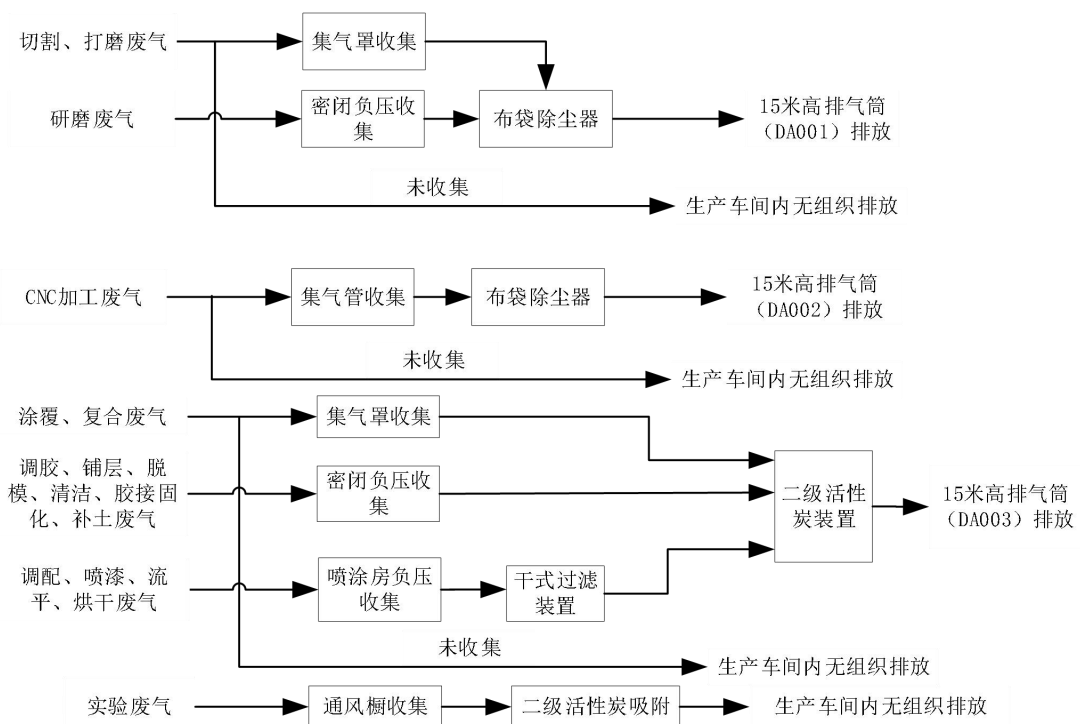 切割、打磨废气
集气罩收集
研磨废气
密闭负压收
集
布袋除尘器
15米高排气筒
（DA001）排放
未收集
生产车间内无组织排放
CNC加工废气
集气管收集
布袋除尘器
15米高排气筒
（DA002）排放
未收集
生产车间内无组织排放
涂覆、复合废气
集气罩收集
调胶、铺层、脱
模、清洁、胶接固
化、补土废气
密闭负压收
集
二级活性
炭装置
15米高排气筒
（DA003）排放
调配、喷漆、流
平、烘干废气
喷涂房负压
收集
干式过滤
装置
未收集
生产车间内无组织排放
实验废气
通风橱收集
二级活性炭吸附
生产车间内无组织排放